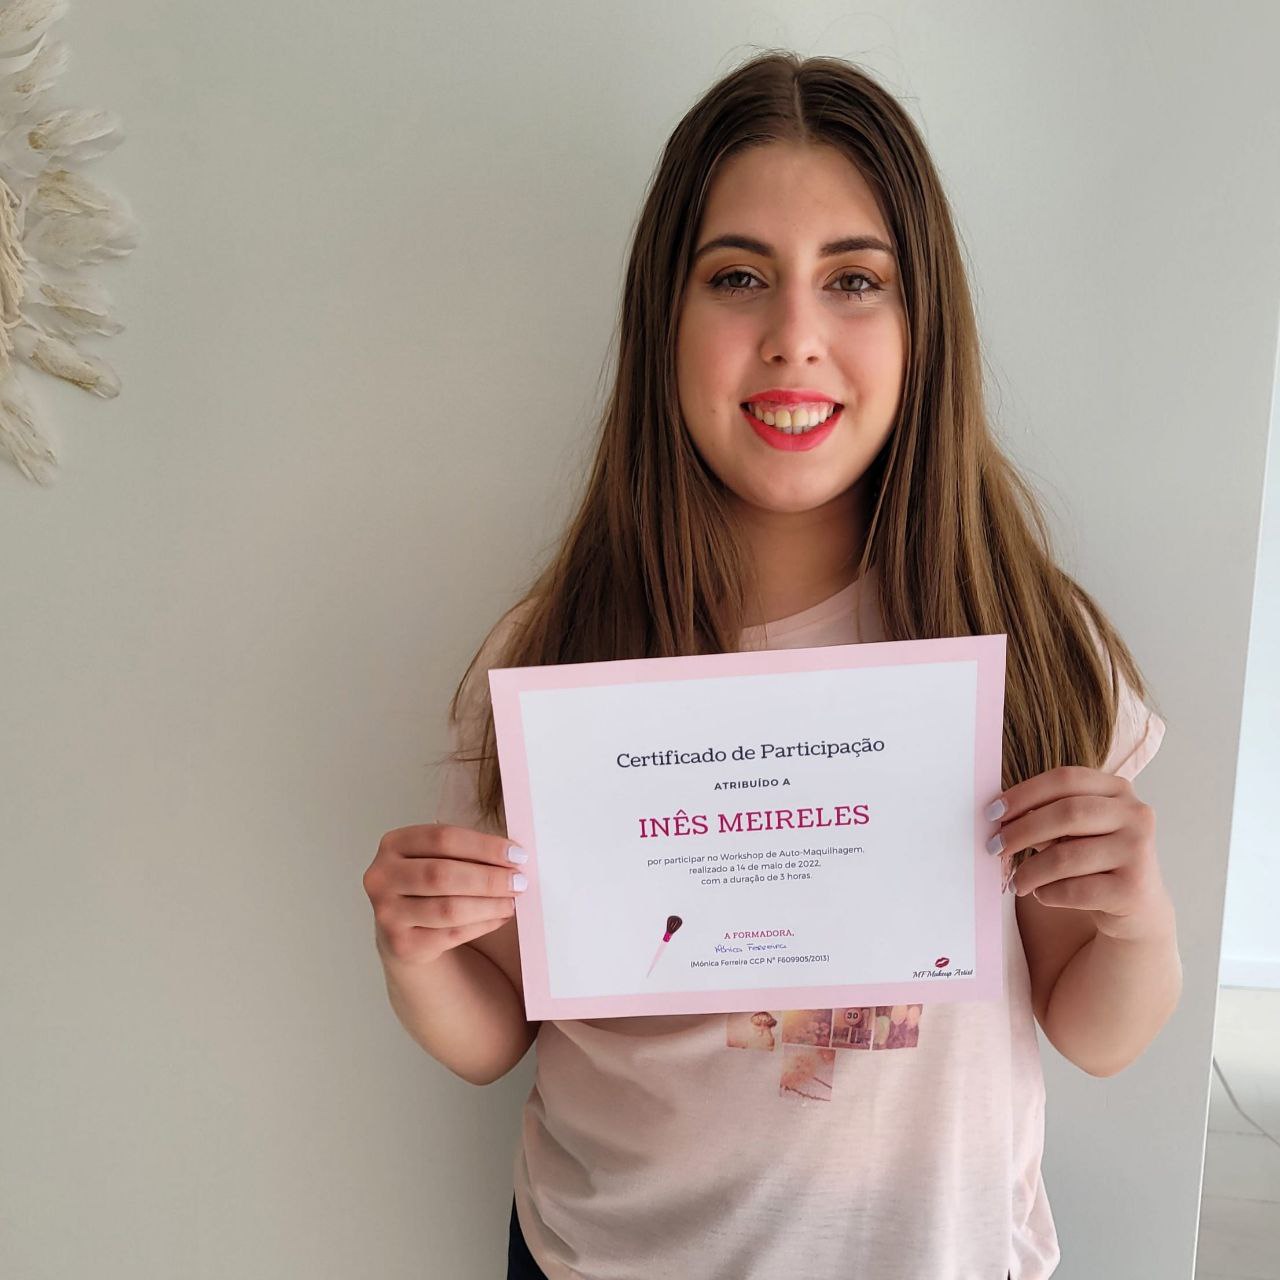 Certificado de Participação
ATRIBUÍDO A
INÊS MEIRELES
por participar no Workshop de Auto-Maquilhagem,
realizado a 14 de maio de 2022,
com a duração de 3 horas.
A FORMADORA,
Mónica Ferreira
(Mónica Ferreira CCP Nº F609905/2013)
MF Makeup Artist
30